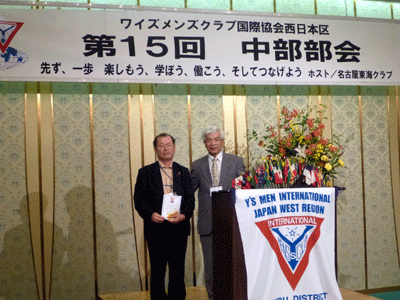 ワイズメンズクラブ国際協会西日本区
第15回 中部部会
先ず、一歩 楽しもう、学ぼう、働こう、そしてつなげよう ホスト／名古屋東海クラブ
Y'S MEN INTERNATIONAL
JAPAN WEST REGION
INTERNATIONAL
DISTRICT